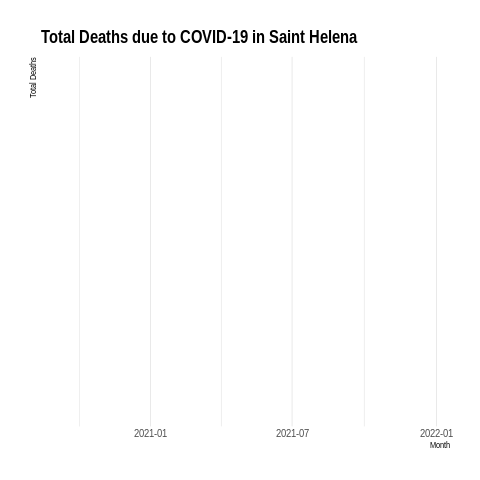 Total Deaths due to COVID-19 in Saint Helena
Total Deaths
2021-01 2021-07 2022-01
Month